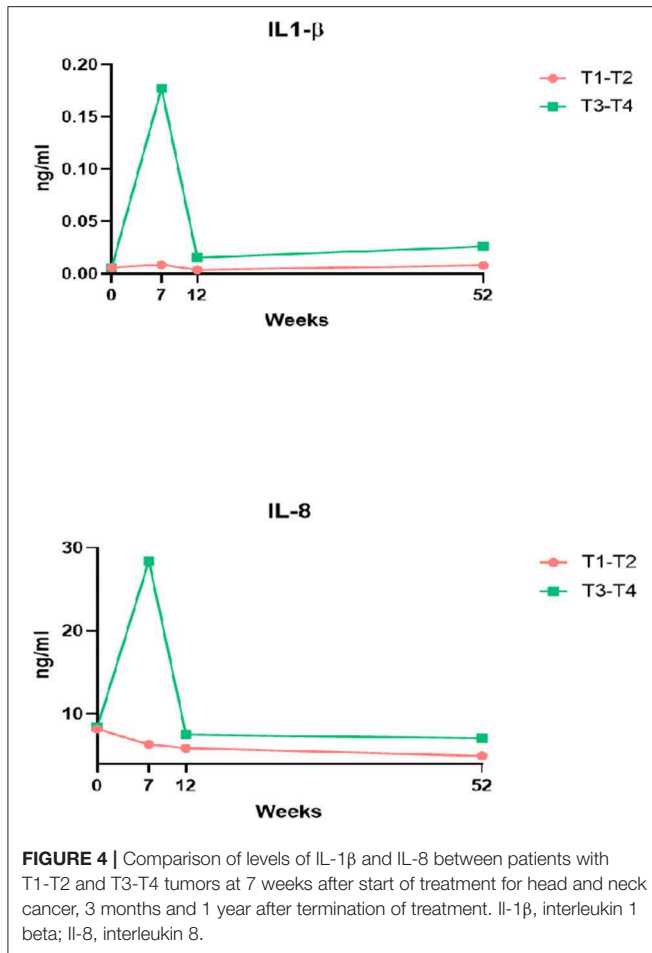 IL1-β
0.20
0.15
0.10
0.05
0.00
ng/ml
0 7 12 52
Weeks
T1-T2
T3-T4
IL-8
30
20
10
ng/ml
0 7 12 52
Weeks
T1-T2
T3-T4
FIGURE 4 | Comparison of levels of IL-1β and IL-8 between patients with
T1-T2 and T3-T4 tumors at 7 weeks after start of treatment for head and neck
cancer, 3 months and 1 year after termination of treatment. Il-1β, interleukin 1
beta; Il-8, interleukin 8.